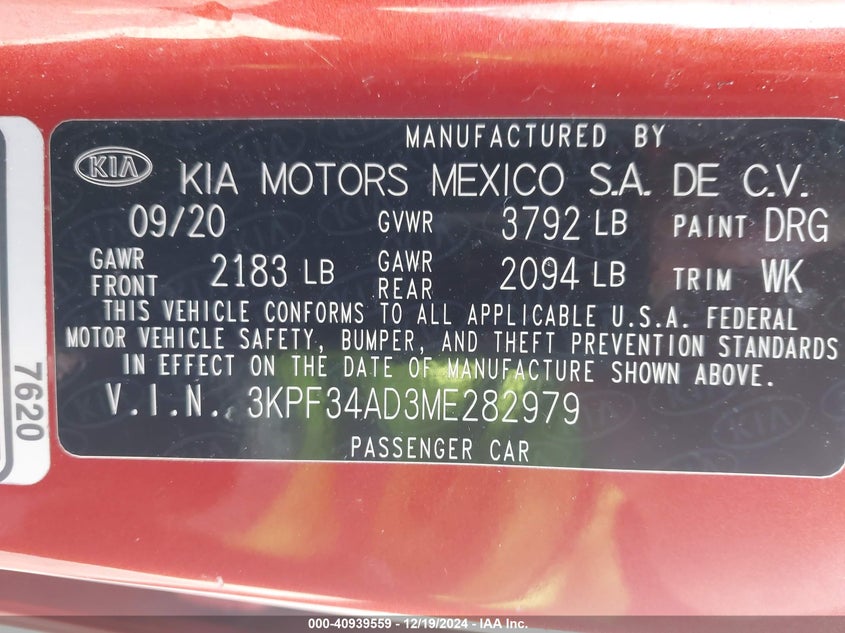 MANUFACTURED BY
KIA KIA MOTORS MEXICO S.A. DE C.V.
09/20 GVWR 3792 LB PAINT DRG
GAWR FRONT 2183 LB GAWR REAR 2094 LB TRIM WK
THIS VEHICLE CONFORMS TO ALL APPLICABLE U.S.A. FEDERAL
MOTOR VEHICLE SAFETY, BUMPER, AND THEFT PREVENTION STANDARDS
IN EFFECT ON THE DATE OF MANUFACTURE SHOWN ABOVE.
V.I.N. 3KPF34AD3ME282979
PASSENGER CAR
7620
000-40939559 - 12/19/2024 - IAA Inc.